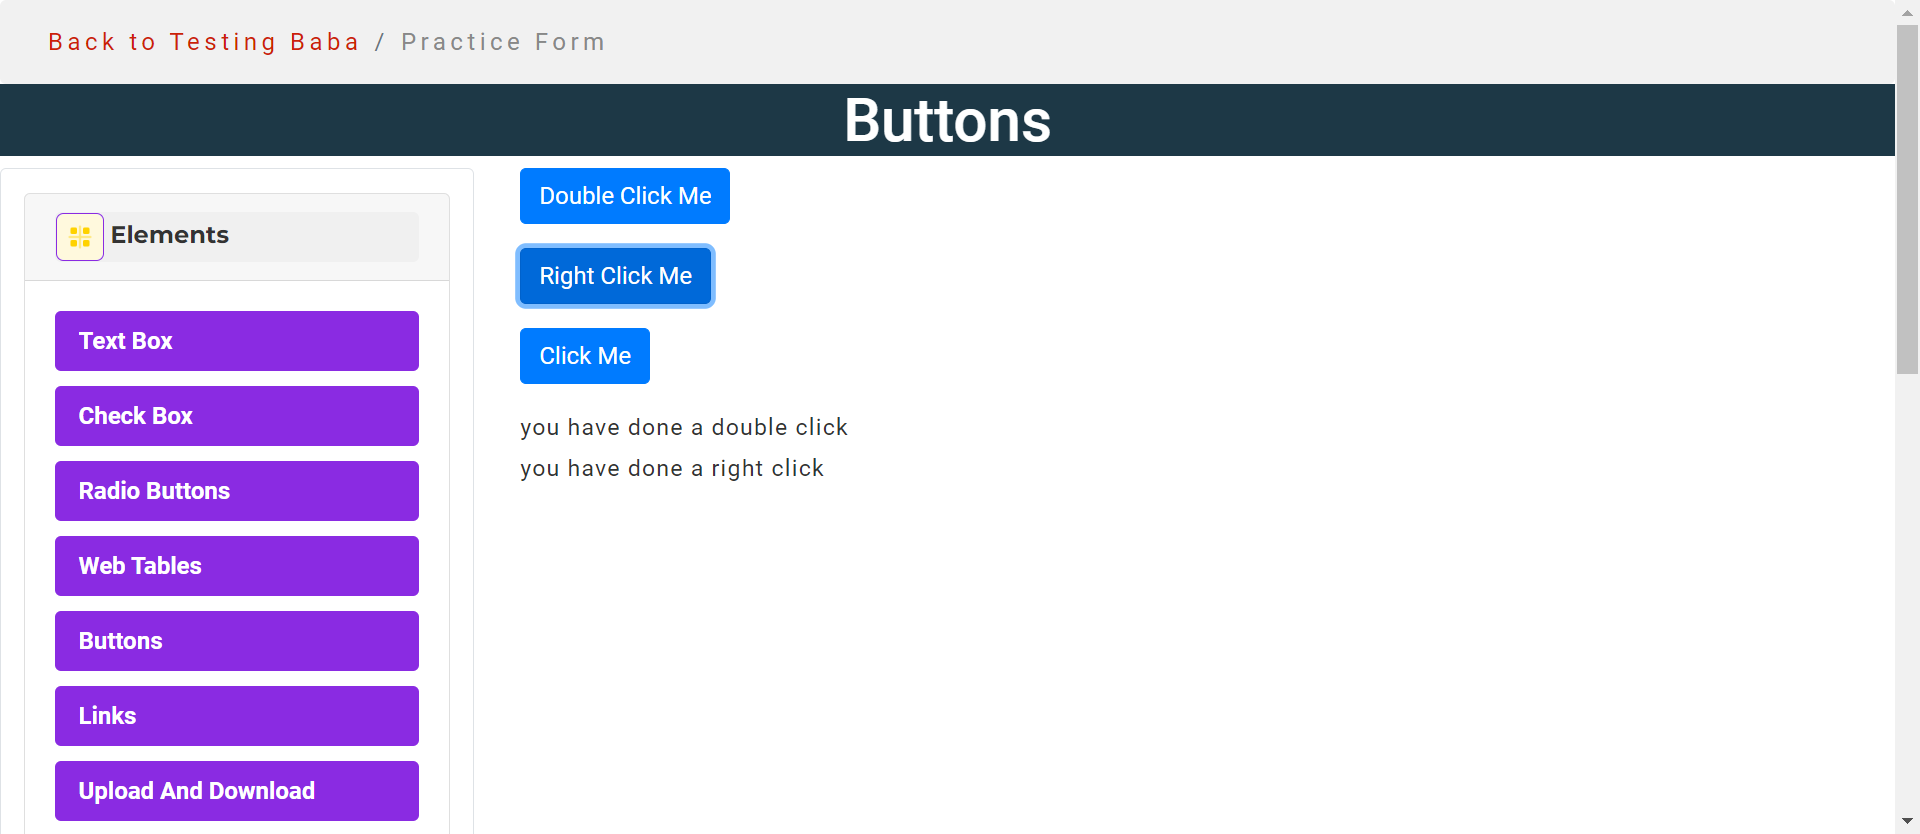 Back to Testing Baba / Practice Form
Buttons
Elements
Text Box
Check Box
Radio Buttons
Web Tables
Buttons
Links
Upload And Download
Double Click Me
Right Click Me
Click Me
you have done a double click
you have done a right click